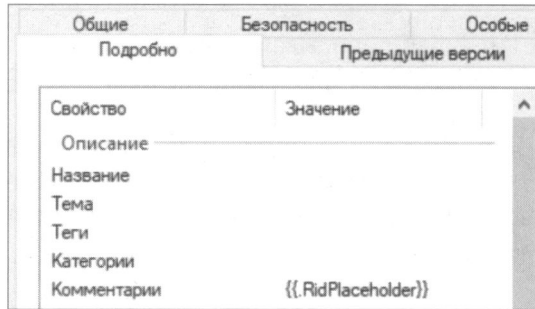 Общие Безопасность Особые
Подробно Предыдущие версии
Свойство Значение
Описание
Название
Тема
Теги
Категории
Комментарии {{.RidPlaceholder}}